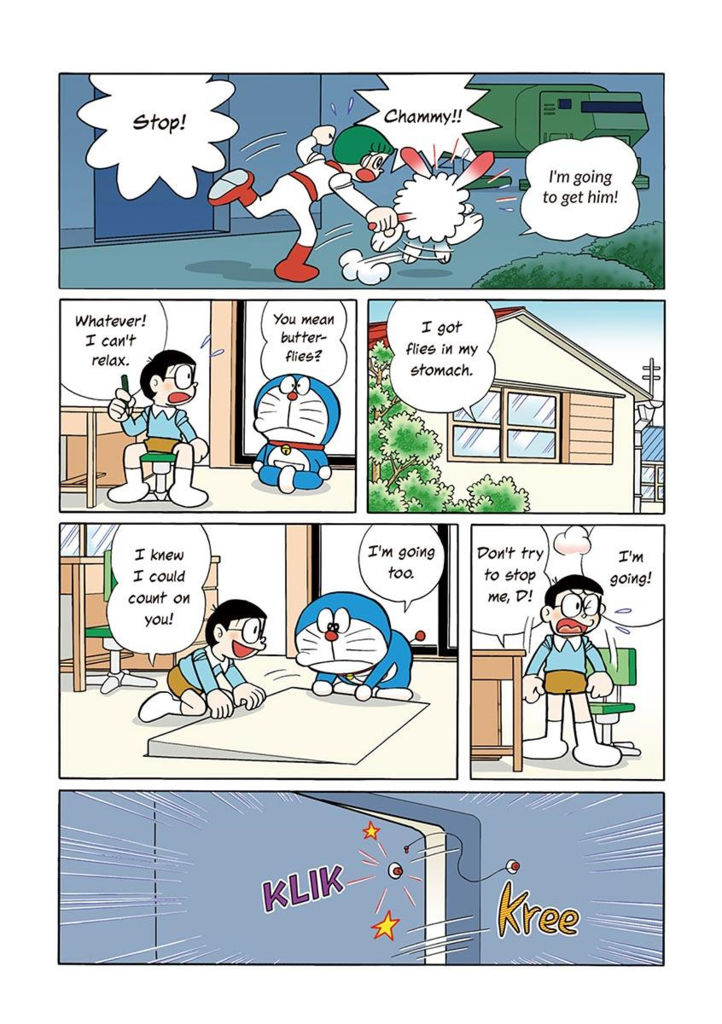 Stop!
Chammy!!
I'm going
to get him!
Whatever!
I can't
relax.
You mean
butter-
flies?
I got
flies in my
stomach.
I knew
I could
count on
you!
I'm going
too.
Don't try
to stop
me, D!
I'm
going!
KLIK
Kree